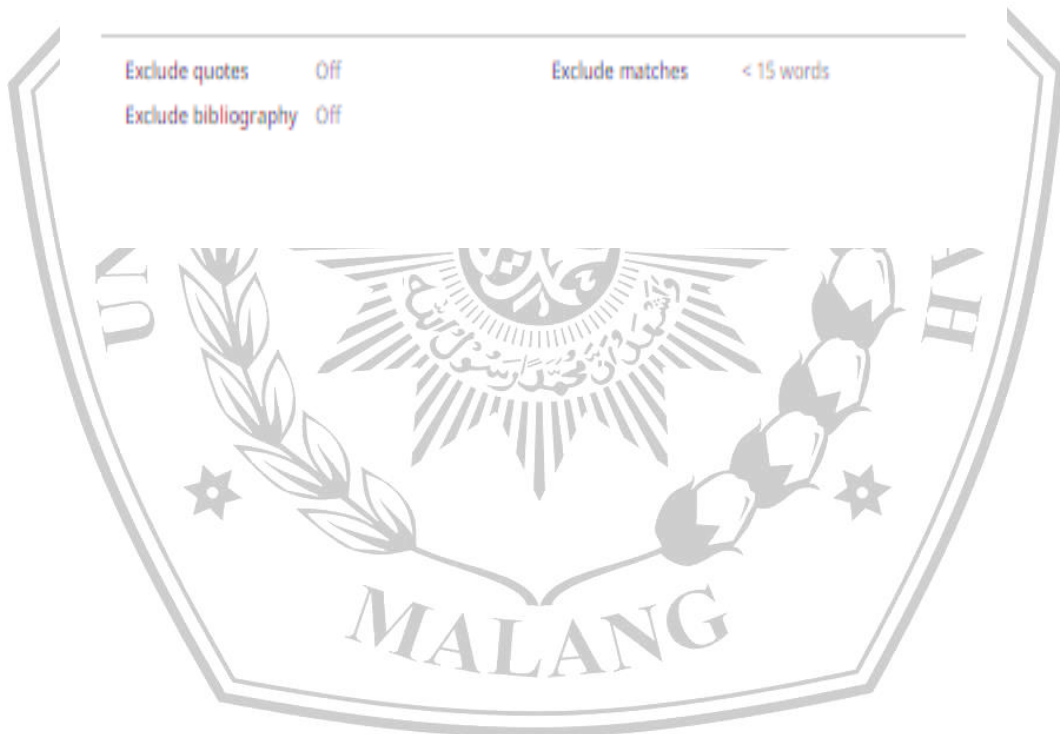 Exclude quotes Off Exclude matches < 15 words
Exclude bibliography Off
MALANG